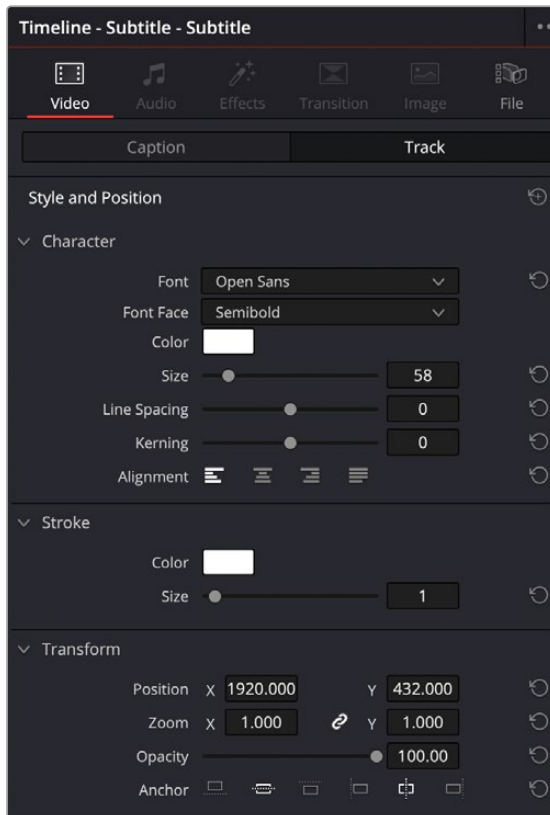 Timeline - Subtitle - Subtitle
Video Audio Effects Transition Image File
Caption Track
Style and Position
Character
Font Open Sans
Font Face Semibold
Color
Size 58
Line Spacing 0
Kerning 0
Alignment
Stroke
Color
Size 1
Transform
Position X 1920.000 Y 432.000
Zoom X 1.000 Y 1.000
Opacity 100.00
Anchor